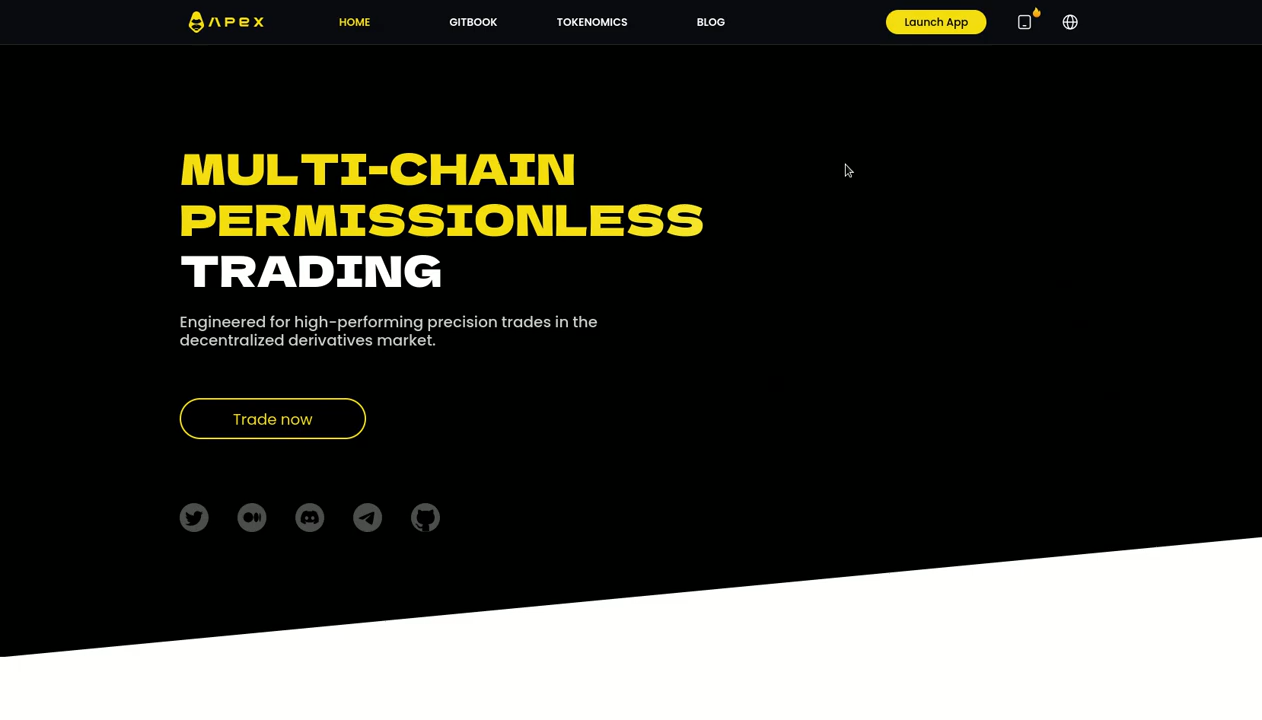 APEX HOME GITBOOK TOKENOMICS BLOG Launch App
MULTI-CHAIN
PERMISSIONLESS
TRADING
Engineered for high-performing precision trades in the
decentralized derivatives market.
Trade now